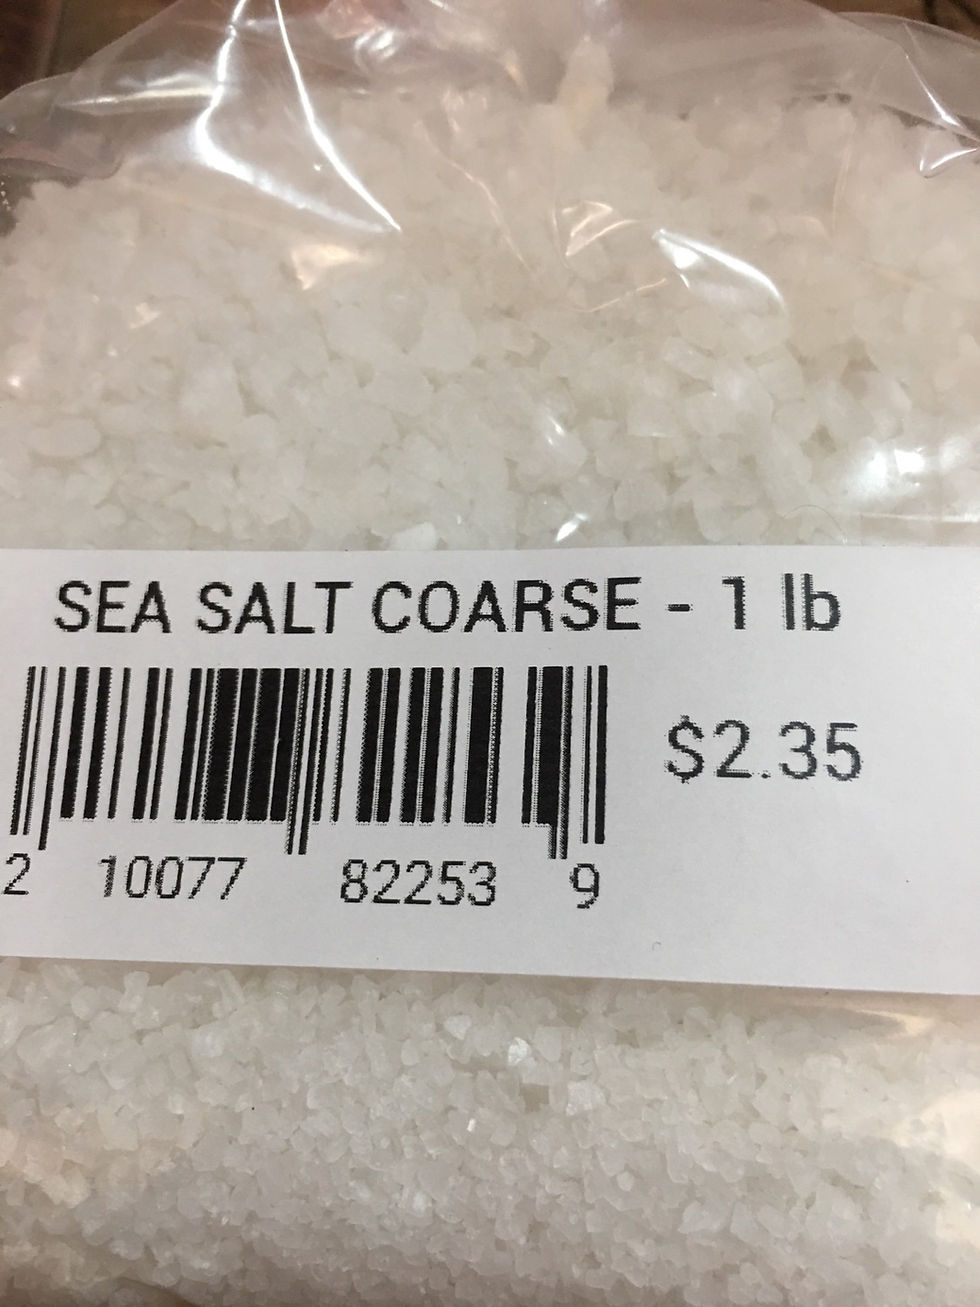 SEA SALT COARSE - 1 lb
$2.35
2 10077 82253 9